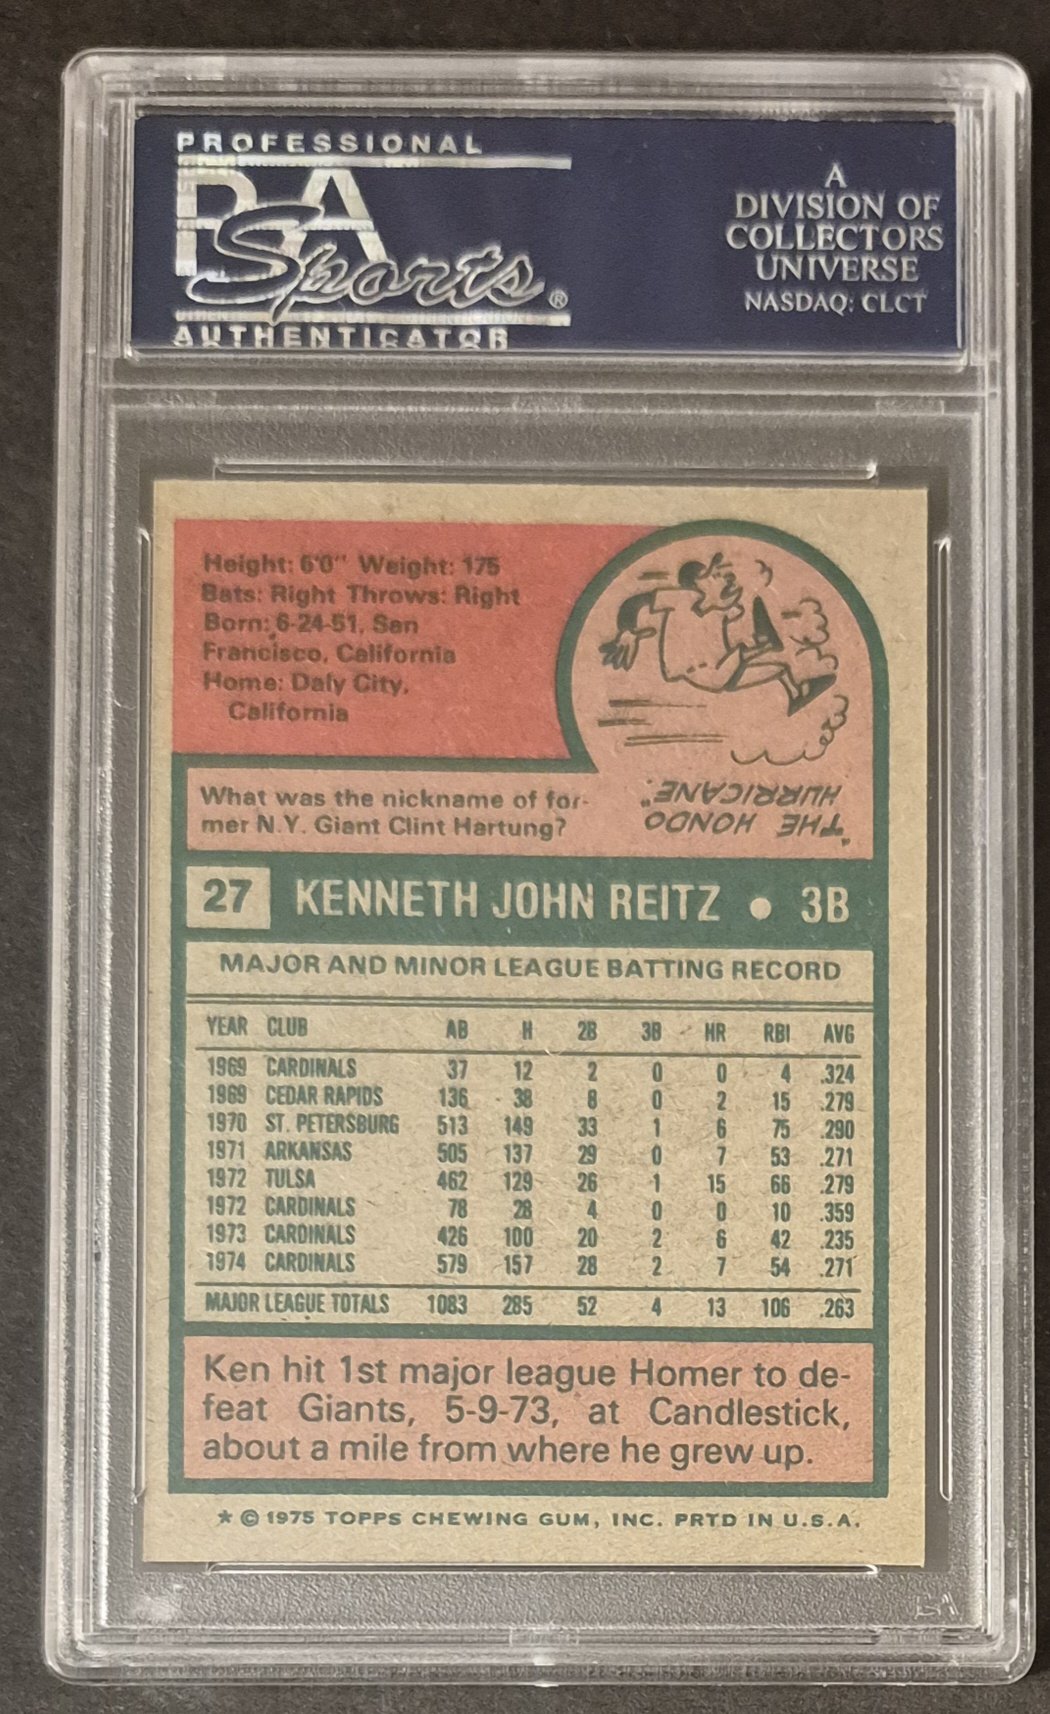 PROFESSIONAL
PSA
Sports®
AUTHENTICATOR
A
DIVISION OF
COLLECTORS
UNIVERSE
NASDAQ: CLCT
Height: 6'0" Weight: 175
Bats: Right Throws: Right
Born: 6-24-51, San
Francisco, California
Home: Daly City,
California
What was the nickname of for-
mer N.Y. Giant Clint Hartung?
"THE HONDO
HURRICANE."
27 KENNETH JOHN REITZ • 3B
MAJOR AND MINOR LEAGUE BATTING RECORD
YEAR CLUB AB H 2B 3B HR RBI AVG
1969 CARDINALS 37 12 2 0 0 4 .324
1969 CEDAR RAPIDS 136 38 8 0 2 15 .279
1970 ST. PETERSBURG 513 149 33 1 6 75 .290
1971 ARKANSAS 505 137 29 0 7 53 .271
1972 TULSA 462 129 26 1 15 66 .279
1972 CARDINALS 78 28 4 0 0 10 .359
1973 CARDINALS 426 100 20 2 6 42 .235
1974 CARDINALS 579 157 28 2 7 54 .271
MAJOR LEAGUE TOTALS 1083 285 52 4 13 106 .263
Ken hit 1st major league Homer to de-
feat Giants, 5-9-73, at Candlestick,
about a mile from where he grew up.
* © 1975 TOPPS CHEWING GUM, INC. PRTD IN U.S.A.